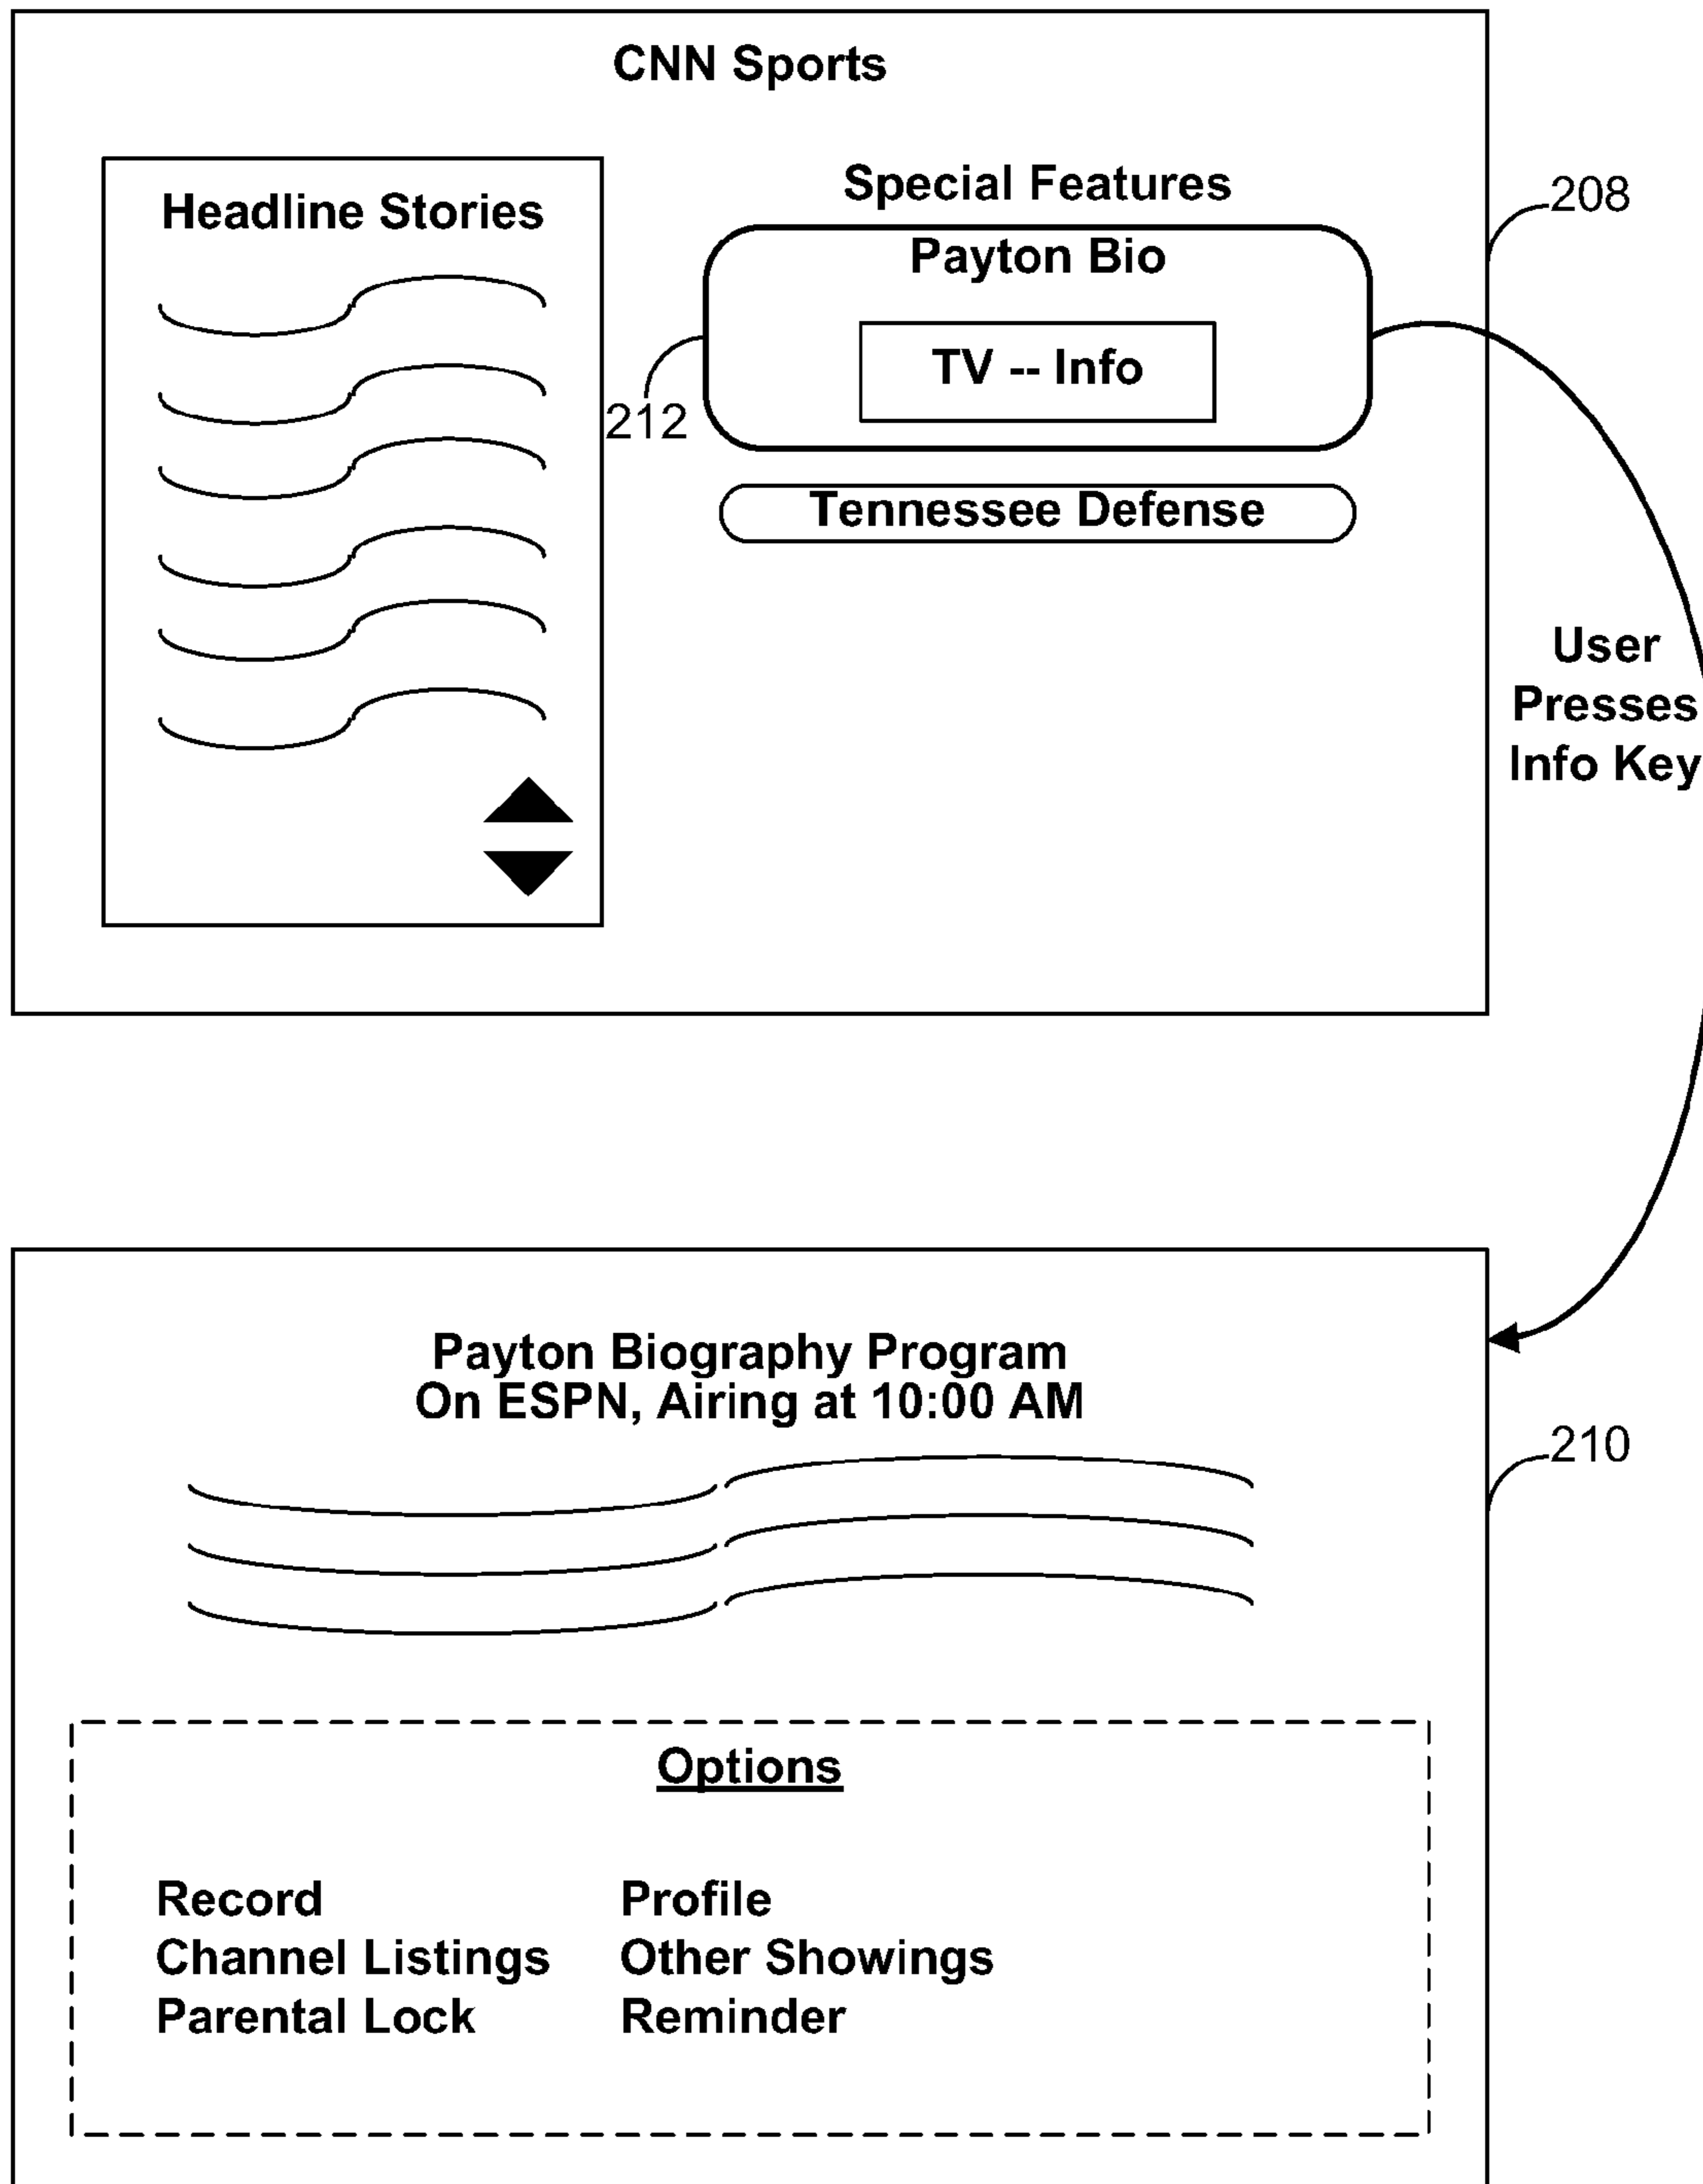 CNN Sports
Headline Stories
Special Features
Payton Bio
TV -- Info
Tennessee Defense
208
212
User
Presses
Info Key
Payton Biography Program
On ESPN, Airing at 10:00 AM
210
Options
Record
Profile
Channel Listings
Other Showings
Parental Lock
Reminder